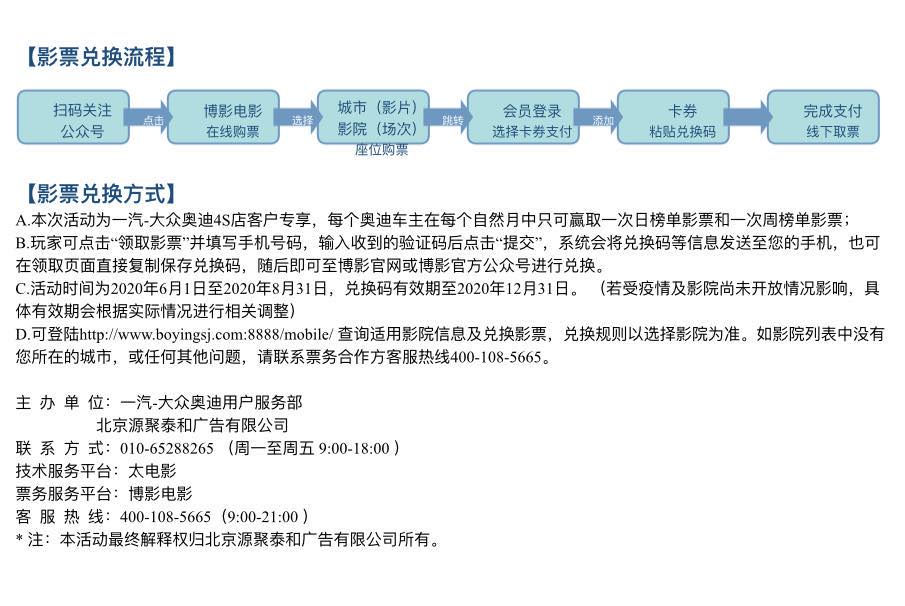 【影票兑换流程】
扫码关注
公众号
点击
博影电影
在线购票
选择
城市（影片）
影院（场次）
座位购票
跳转
会员登录
选择卡券支付
添加
卡券
粘贴兑换码
完成支付
线下取票
【影票兑换方式】
A.本次活动为一汽-大众奥迪4S店客户专享，每个奥迪车主在每个自然月中只可赢取一次日榜单影票和一次周榜单影票；
B.玩家可点击“领取影票”并填写手机号码，输入收到的验证码后点击“提交”，系统会将兑换码等信息发送至您的手机，也可
在领取页面直接复制保存兑换码，随后即可至博影官网或博影官方公众号进行兑换。
C.活动时间为2020年6月1日至2020年8月31日，兑换码有效期至2020年12月31日。 （若受疫情及影院尚未开放情况影响，具
体有效期会根据实际情况进行相关调整）
D.可登陆http://www.boyingsj.com:8888/mobile/ 查询适用影院信息及兑换影票，兑换规则以选择影院为准。如影院列表中没有
您所在的城市，或任何其他问题，请联系票务合作方客服热线400-108-5665。
主 办 单 位：一汽-大众奥迪用户服务部
北京源聚泰和广告有限公司
联 系 方 式：010-65288265 （周一至周五 9:00-18:00 ）
技术服务平台：太电影
票务服务平台：博影电影
客 服 热 线：400-108-5665（9:00-21:00 ）
* 注：本活动最终解释权归北京源聚泰和广告有限公司所有。